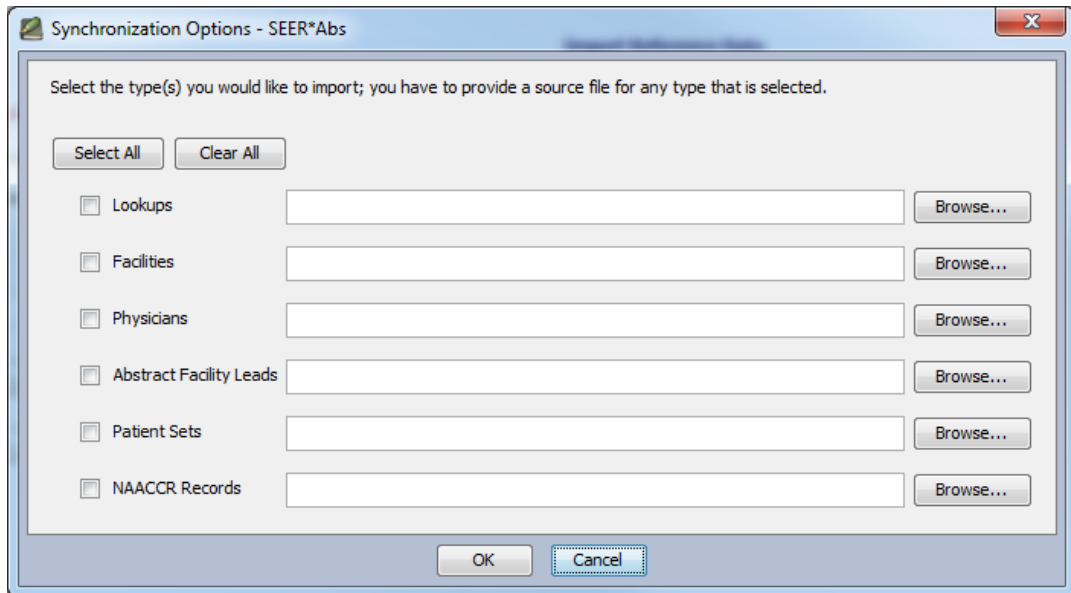 Synchronization Options - SEER*Abs
Select the type(s) you would like to import; you have to provide a source file for any type that is selected.
Select All Clear All
Lookups Browse...
Facilities Browse...
Physicians Browse...
Abstract Facility Leads Browse...
Patient Sets Browse...
NAACCR Records Browse...
OK Cancel